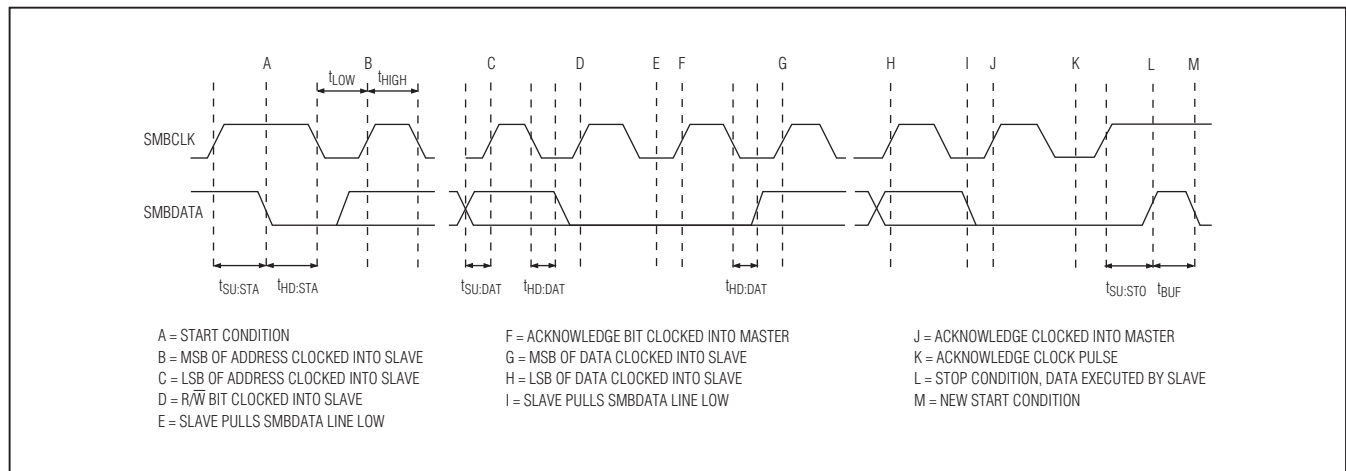 A B C D E F G H I J K L M
tLOW tHIGH
SMBCLK
SMBDATA
tSU:STA tHD:STA tSU:DAT tHD:DAT tHD:DAT tSU:STO tBUF
A = START CONDITION
B = MSB OF ADDRESS CLOCKED INTO SLAVE
C = LSB OF ADDRESS CLOCKED INTO SLAVE
D = R/W̅ BIT CLOCKED INTO SLAVE
E = SLAVE PULLS SMBDATA LINE LOW
F = ACKNOWLEDGE BIT CLOCKED INTO MASTER
G = MSB OF DATA CLOCKED INTO SLAVE
H = LSB OF DATA CLOCKED INTO SLAVE
I = SLAVE PULLS SMBDATA LINE LOW
J = ACKNOWLEDGE CLOCKED INTO MASTER
K = ACKNOWLEDGE CLOCK PULSE
L = STOP CONDITION, DATA EXECUTED BY SLAVE
M = NEW START CONDITION